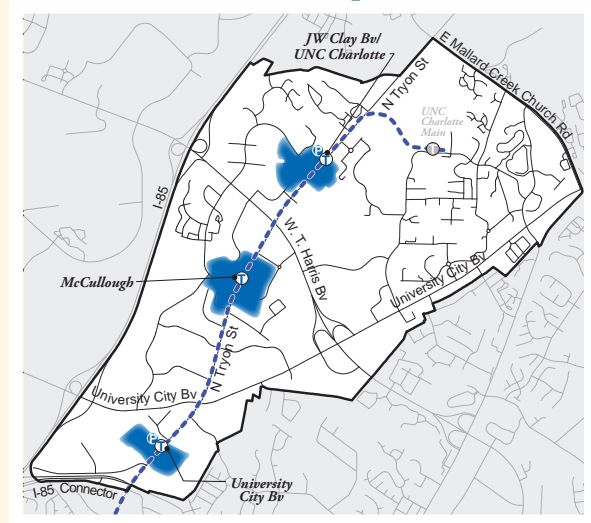 JW Clay Bv/
UNC Charlotte
E Mallard Creek Church Rd
N Tryon St
UNC
Charlotte
Main
P
T
T
I-85
W. T. Harris Bv
McCullough
T
University City Bv
N Tryon St
University City Bv
P
T
University
City Bv
I-85 Connector